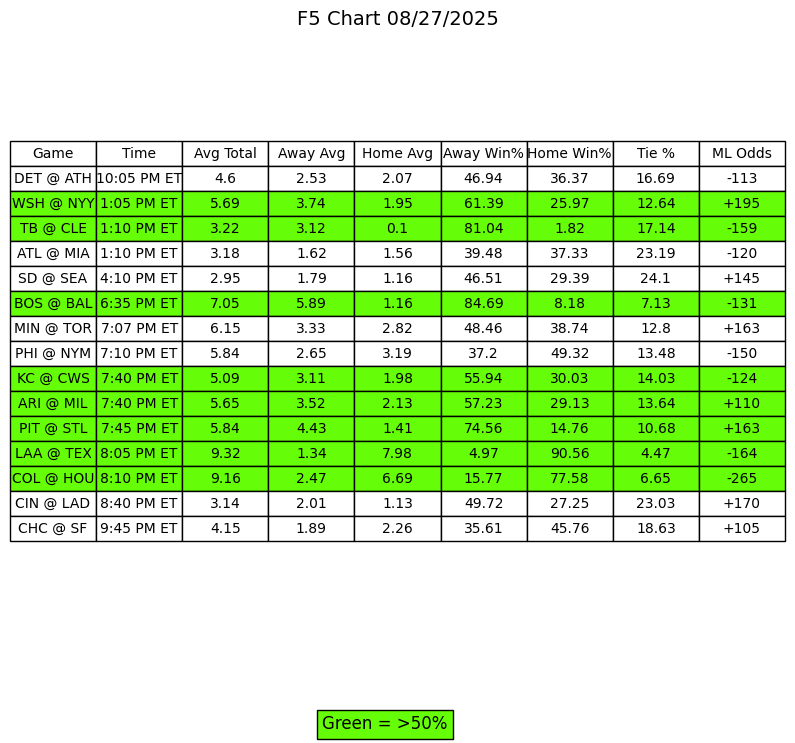 F5 Chart 08/27/2025
Game Time Avg Total Away Avg Home Avg Away Win% Home Win% Tie % ML Odds
DET @ ATH 10:05 PM ET 4.6 2.53 2.07 46.94 36.37 16.69 -113
WSH @ NYY 1:05 PM ET 5.69 3.74 1.95 61.39 25.97 12.64 +195
TB @ CLE 1:10 PM ET 3.22 3.12 0.1 81.04 1.82 17.14 -159
ATL @ MIA 1:10 PM ET 3.18 1.62 1.56 39.48 37.33 23.19 -120
SD @ SEA 4:10 PM ET 2.95 1.79 1.16 46.51 29.39 24.1 +145
BOS @ BAL 6:35 PM ET 7.05 5.89 1.16 84.69 8.18 7.13 -131
MIN @ TOR 7:07 PM ET 6.15 3.33 2.82 48.46 38.74 12.8 +163
PHI @ NYM 7:10 PM ET 5.84 2.65 3.19 37.2 49.32 13.48 -150
KC @ CWS 7:40 PM ET 5.09 3.11 1.98 55.94 30.03 14.03 -124
ARI @ MIL 7:40 PM ET 5.65 3.52 2.13 57.23 29.13 13.64 +110
PIT @ STL 7:45 PM ET 5.84 4.43 1.41 74.56 14.76 10.68 +163
LAA @ TEX 8:05 PM ET 9.32 1.34 7.98 4.97 90.56 4.47 -164
COL @ HOU 8:10 PM ET 9.16 2.47 6.69 15.77 77.58 6.65 -265
CIN @ LAD 8:40 PM ET 3.14 2.01 1.13 49.72 27.25 23.03 +170
CHC @ SF 9:45 PM ET 4.15 1.89 2.26 35.61 45.76 18.63 +105
Green = >50%